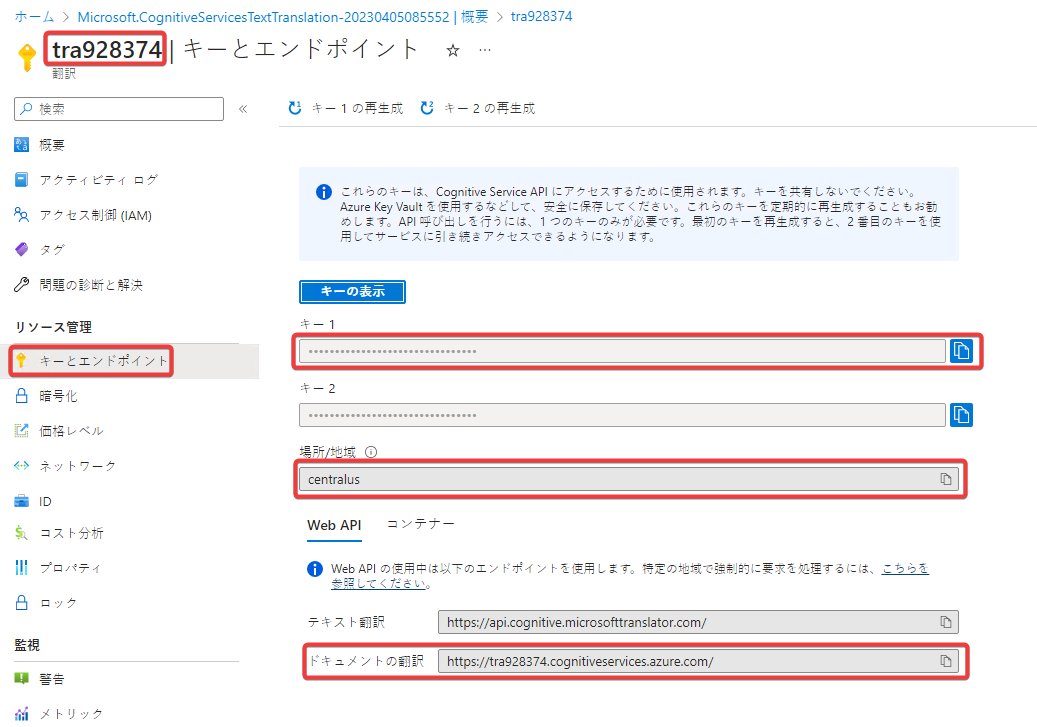 ホーム > Microsoft.CognitiveServicesTextTranslation-20230405085552 | 概要 > tra928374
tra928374 | キーとエンドポイント ☆ …
翻訳
検索 «
概要
アクティビティ ログ
アクセス制御 (IAM)
タグ
問題の診断と解決
リソース管理
キーとエンドポイント
暗号化
価格レベル
ネットワーク
ID
コスト分析
プロパティ
ロック
監視
警告
メトリック
キー 1 の再生成 キー 2 の再生成
これらのキーは、Cognitive Service API にアクセスするために使用されます。キーを共有しないでください。
Azure Key Vault を使用するなどして、安全に保存してください。これらのキーを定期的に再生成することもお勧
めします。API 呼び出しを行うには、1 つのキーのみが必要です。最初のキーを再生成すると、2 番目のキーを使
用してサービスに引き続きアクセスできるようになります。
キーの表示
キー 1
••••••••••••••••••••••••••••••••
キー 2
••••••••••••••••••••••••••••••••
場所/地域
centralus
Web API コンテナー
Web API の使用中は以下のエンドポイントを使用します。特定の地域で強制的に要求を処理するには、こちらを
参照してください。
テキスト翻訳 https://api.cognitive.microsofttranslator.com/
ドキュメントの翻訳 https://tra928374.cognitiveservices.azure.com/